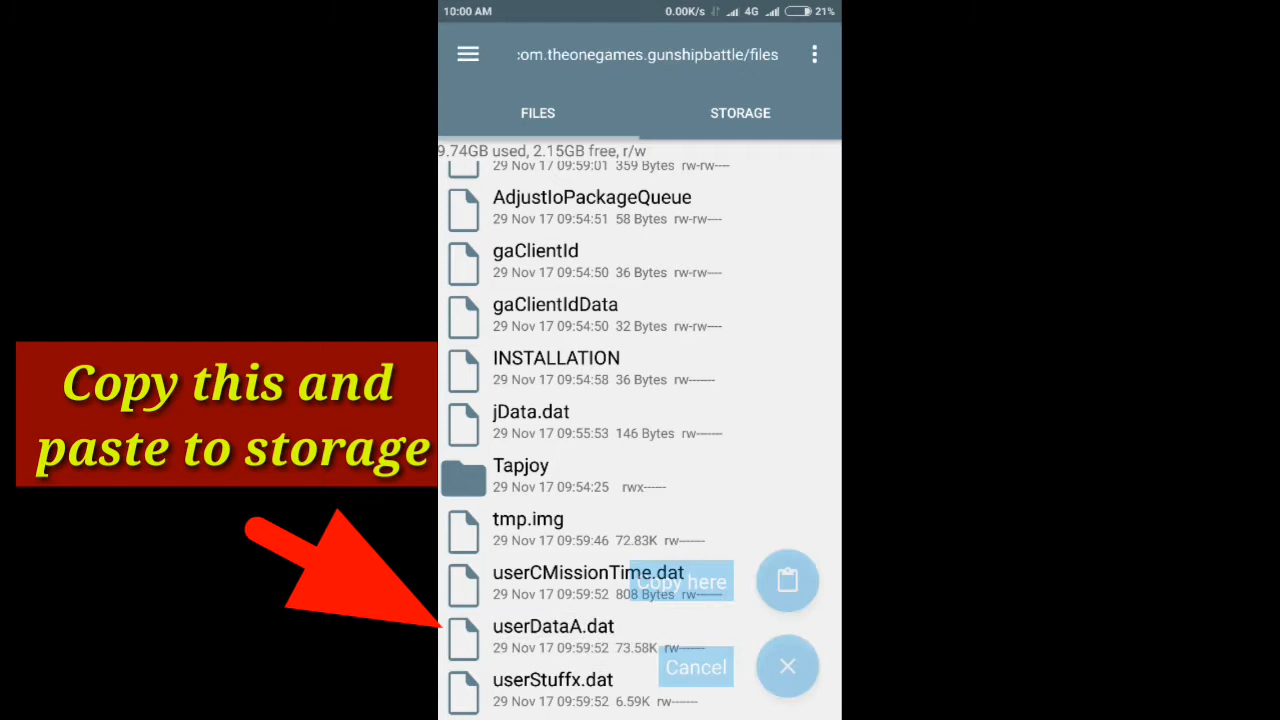 10:00 AM 0.00K/s 4G 21%
:om.theonegames.gunshipbattle/files
FILES STORAGE
9.74GB used, 2.15GB free, r/w
29 Nov 17 09:59:01 359 Bytes rw-rw----
AdjustIoPackageQueue
29 Nov 17 09:54:51 58 Bytes rw-rw----
gaClientId
29 Nov 17 09:54:50 36 Bytes rw-rw----
gaClientIdData
29 Nov 17 09:54:50 32 Bytes rw-rw----
INSTALLATION
29 Nov 17 09:54:58 36 Bytes rw-------
jData.dat
29 Nov 17 09:55:53 146 Bytes rw-------
Tapjoy
29 Nov 17 09:54:25 rwx------
tmp.img
29 Nov 17 09:59:46 72.83K rw-------
userCMissionTime.dat
29 Nov 17 09:59:52 808 Bytes rw-------
Copy here
userDataA.dat
29 Nov 17 09:59:52 73.58K rw-------
Cancel
userStuffx.dat
29 Nov 17 09:59:52 6.59K rw-------
Copy this and
paste to storage